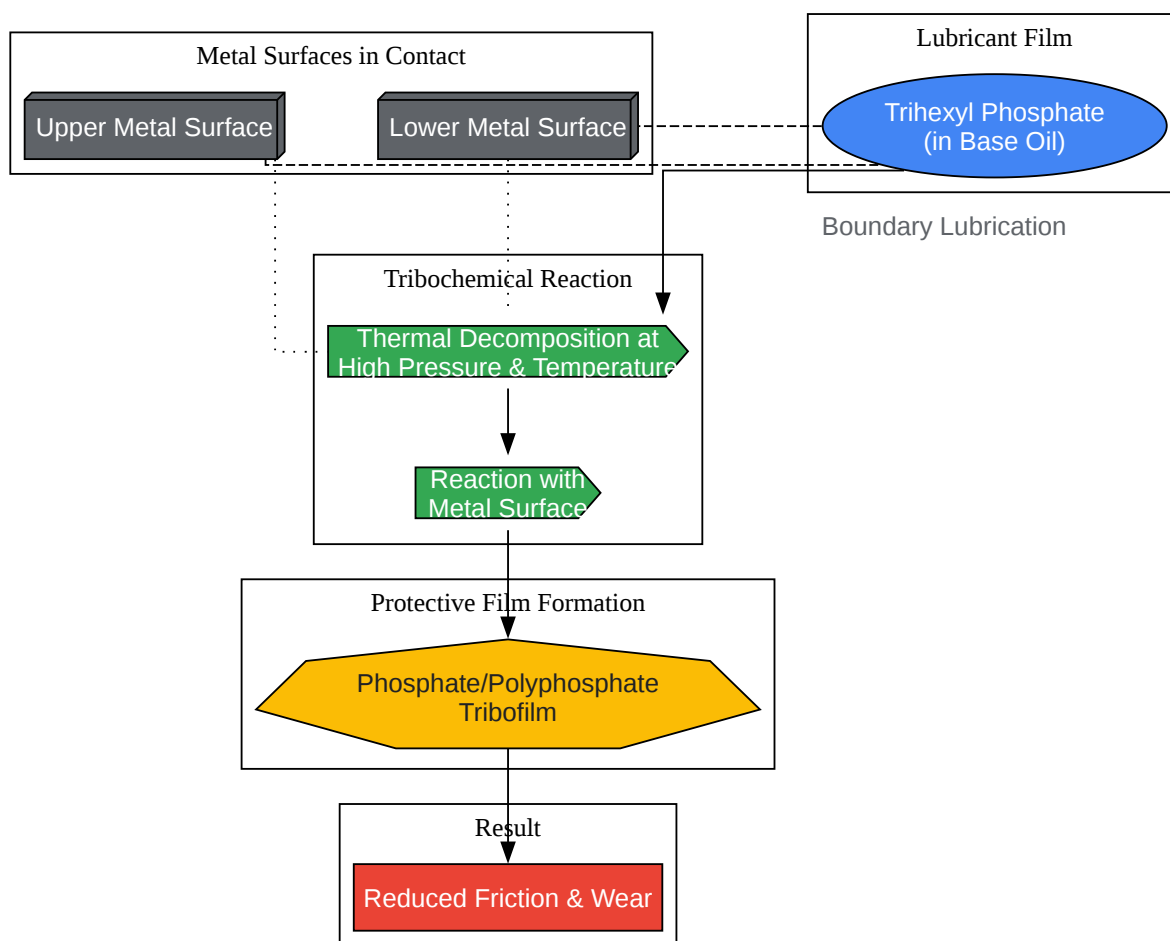 Metal Surfaces in Contact
Upper Metal Surface
Lower Metal Surface
Lubricant Film
Trihexyl Phosphate
(in Base Oil)
Boundary Lubrication
Tribochemical Reaction
Thermal Decomposition at
High Pressure & Temperature
Reaction with
Metal Surface
Protective Film Formation
Phosphate/Polyphosphate
Tribofilm
Result
Reduced Friction & Wear